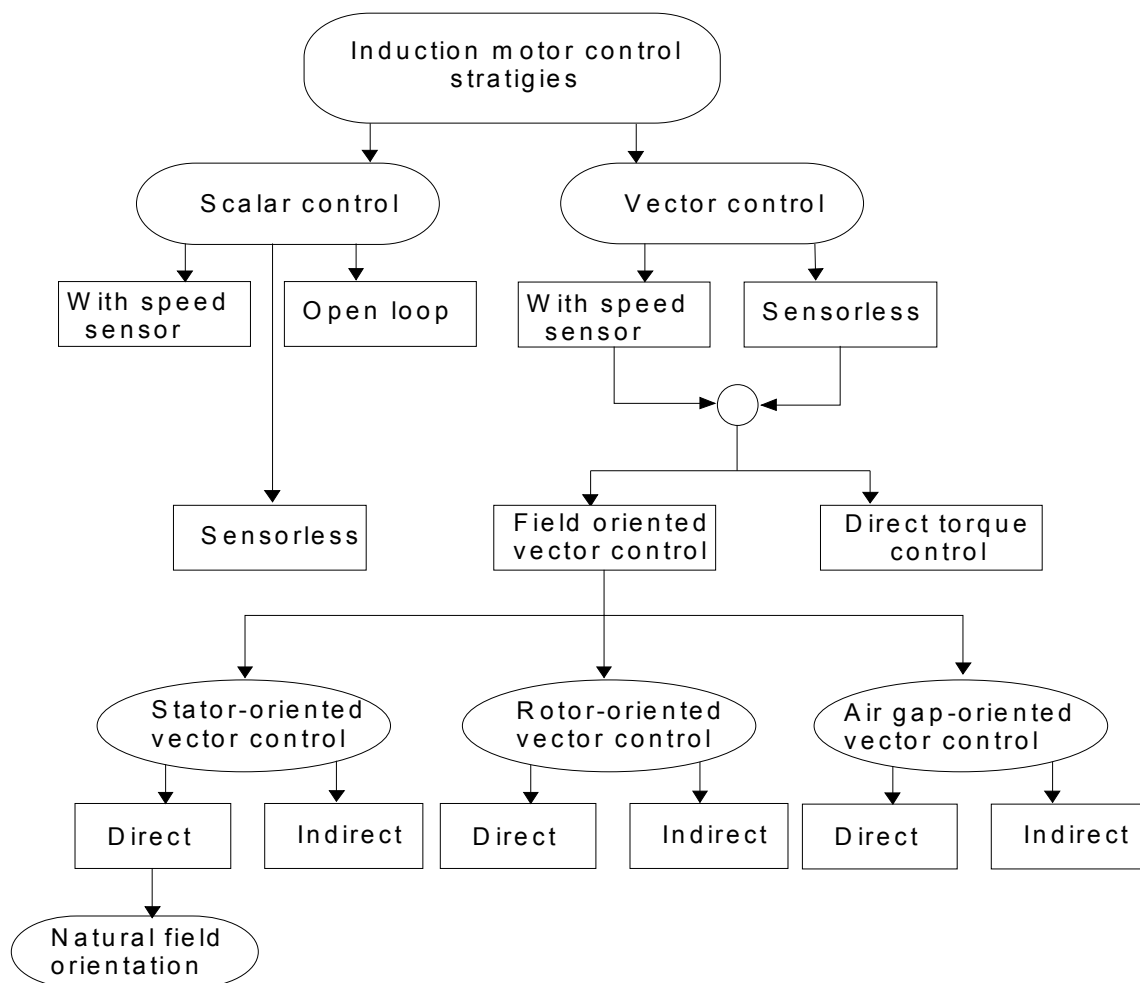 Induction motor control
stratigies
Scalar control
Vector control
With speed
sensor
Open loop
With speed
sensor
Sensorless
Sensorless
Field oriented
vector control
Direct torque
control
Stator-oriented
vector control
Rotor-oriented
vector control
Air gap-oriented
vector control
Direct
Indirect
Direct
Indirect
Direct
Indirect
Natural field
orientation